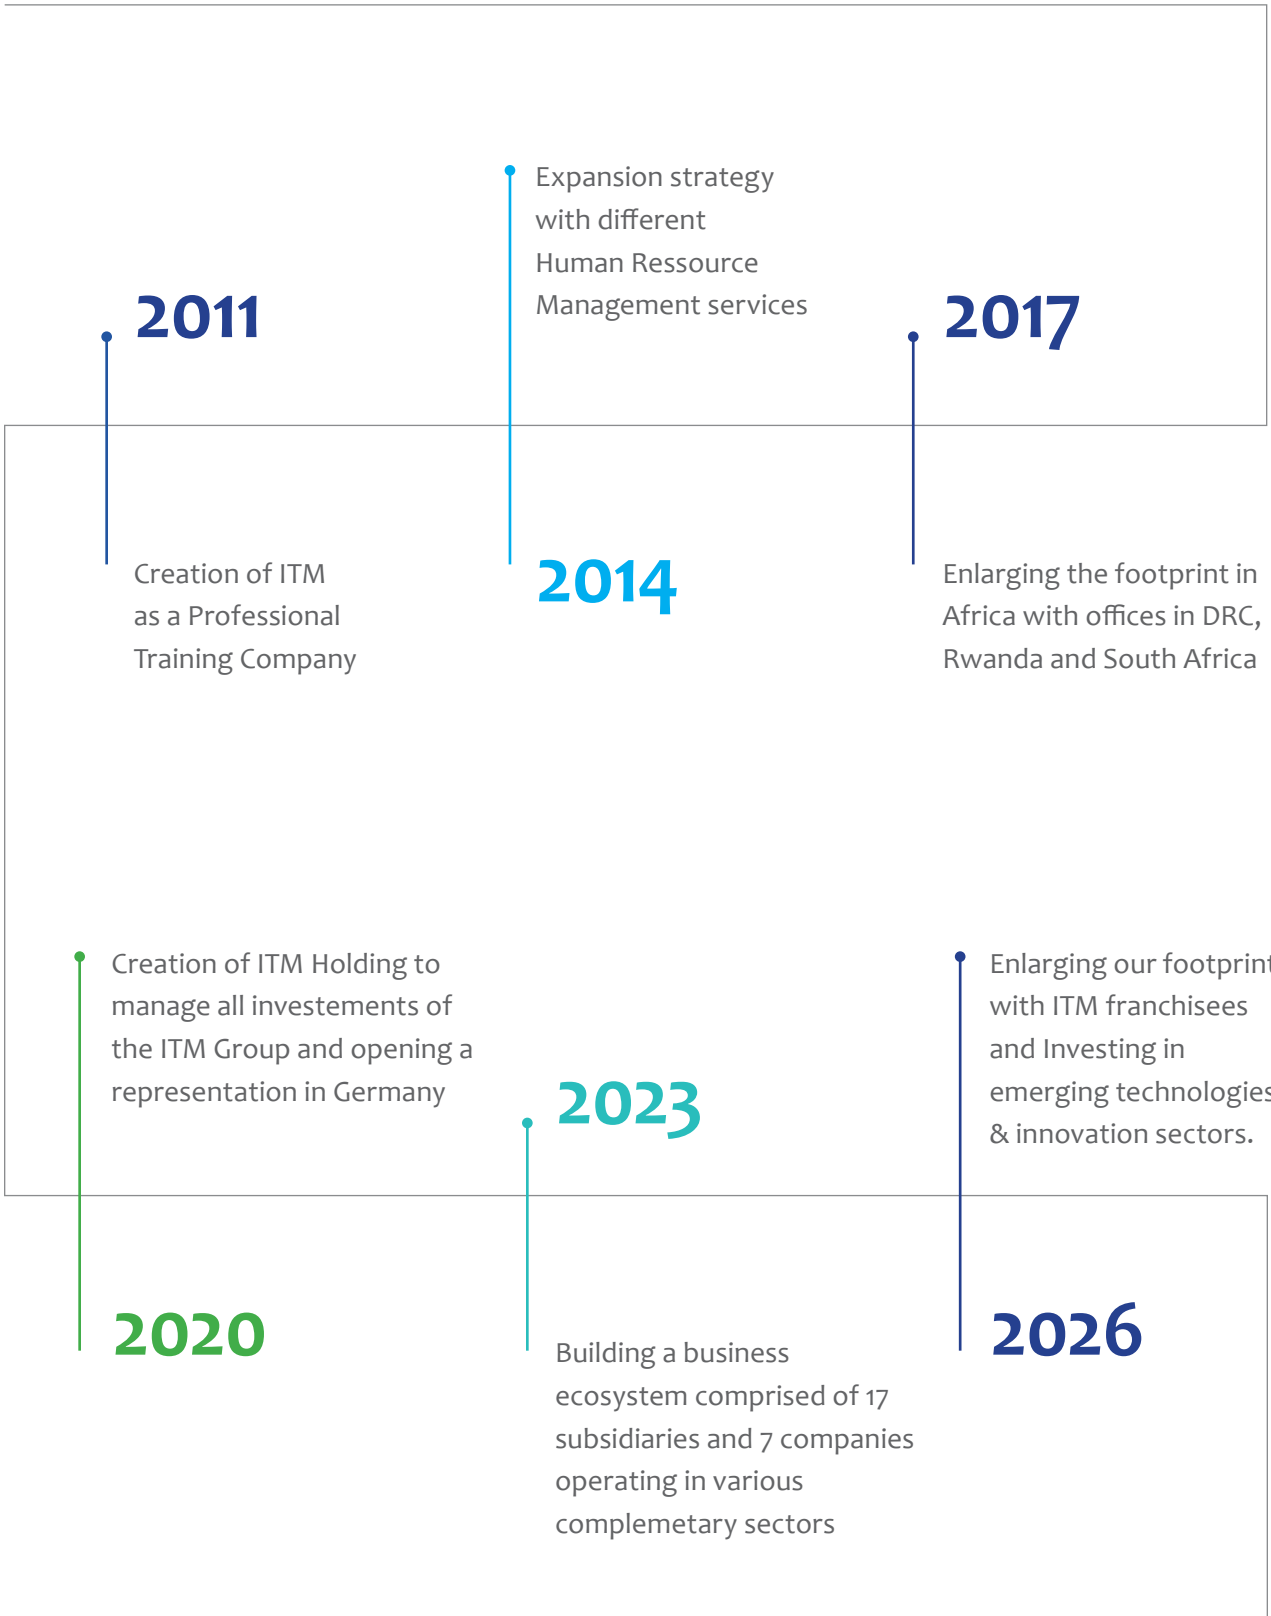 2011
Creation of ITM
as a Professional
Training Company
Expansion strategy
with different
Human Ressource
Management services
2014
2017
Enlarging the footprint in
Africa with offices in DRC,
Rwanda and South Africa
Creation of ITM Holding to
manage all investements of
the ITM Group and opening a
representation in Germany
2020
2023
Building a business
ecosystem comprised of 17
subsidiaries and 7 companies
operating in various
complemetary sectors
Enlarging our footprint
with ITM franchisees
and Investing in
emerging technologies
& innovation sectors.
2026